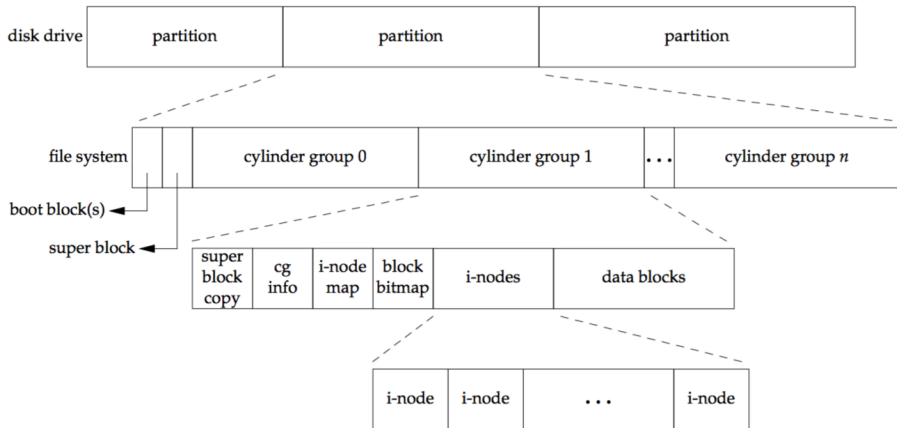 disk drive partition partition partition
file system cylinder group 0 cylinder group 1 ... cylinder group n
boot block(s)
super block
super block copy
cg info
i-node map
block bitmap
i-nodes
data blocks
i-node i-node ... i-node